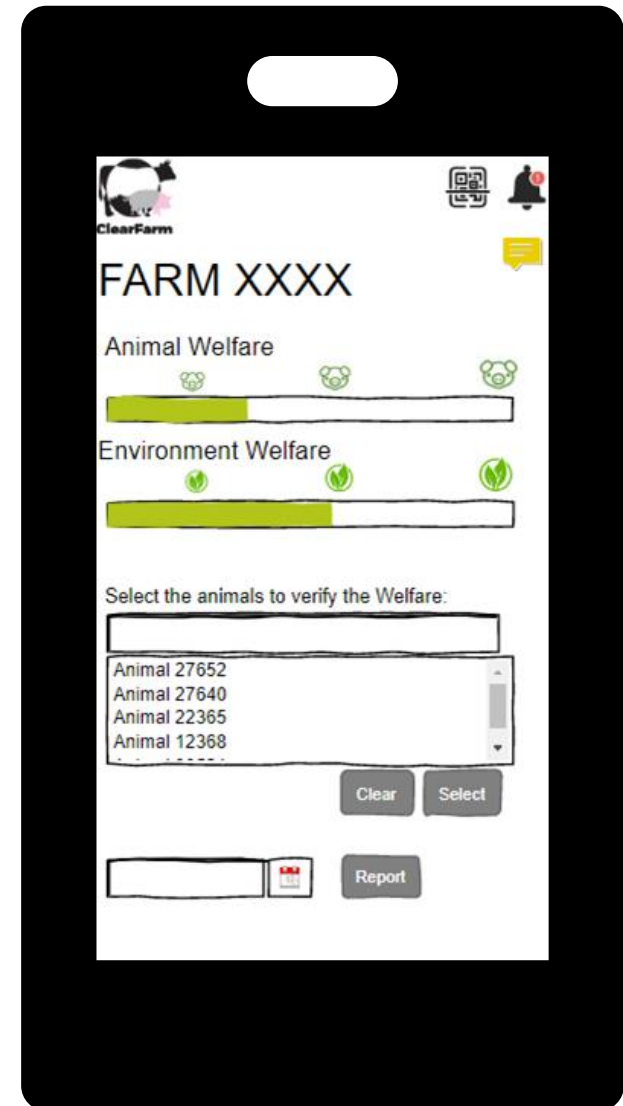 ClearFarm
FARM XXXX
Animal Welfare
Environment Welfare
Select the animals to verify the Welfare:
Animal 27652
Animal 27640
Animal 22365
Animal 12368
Clear
Select
Report